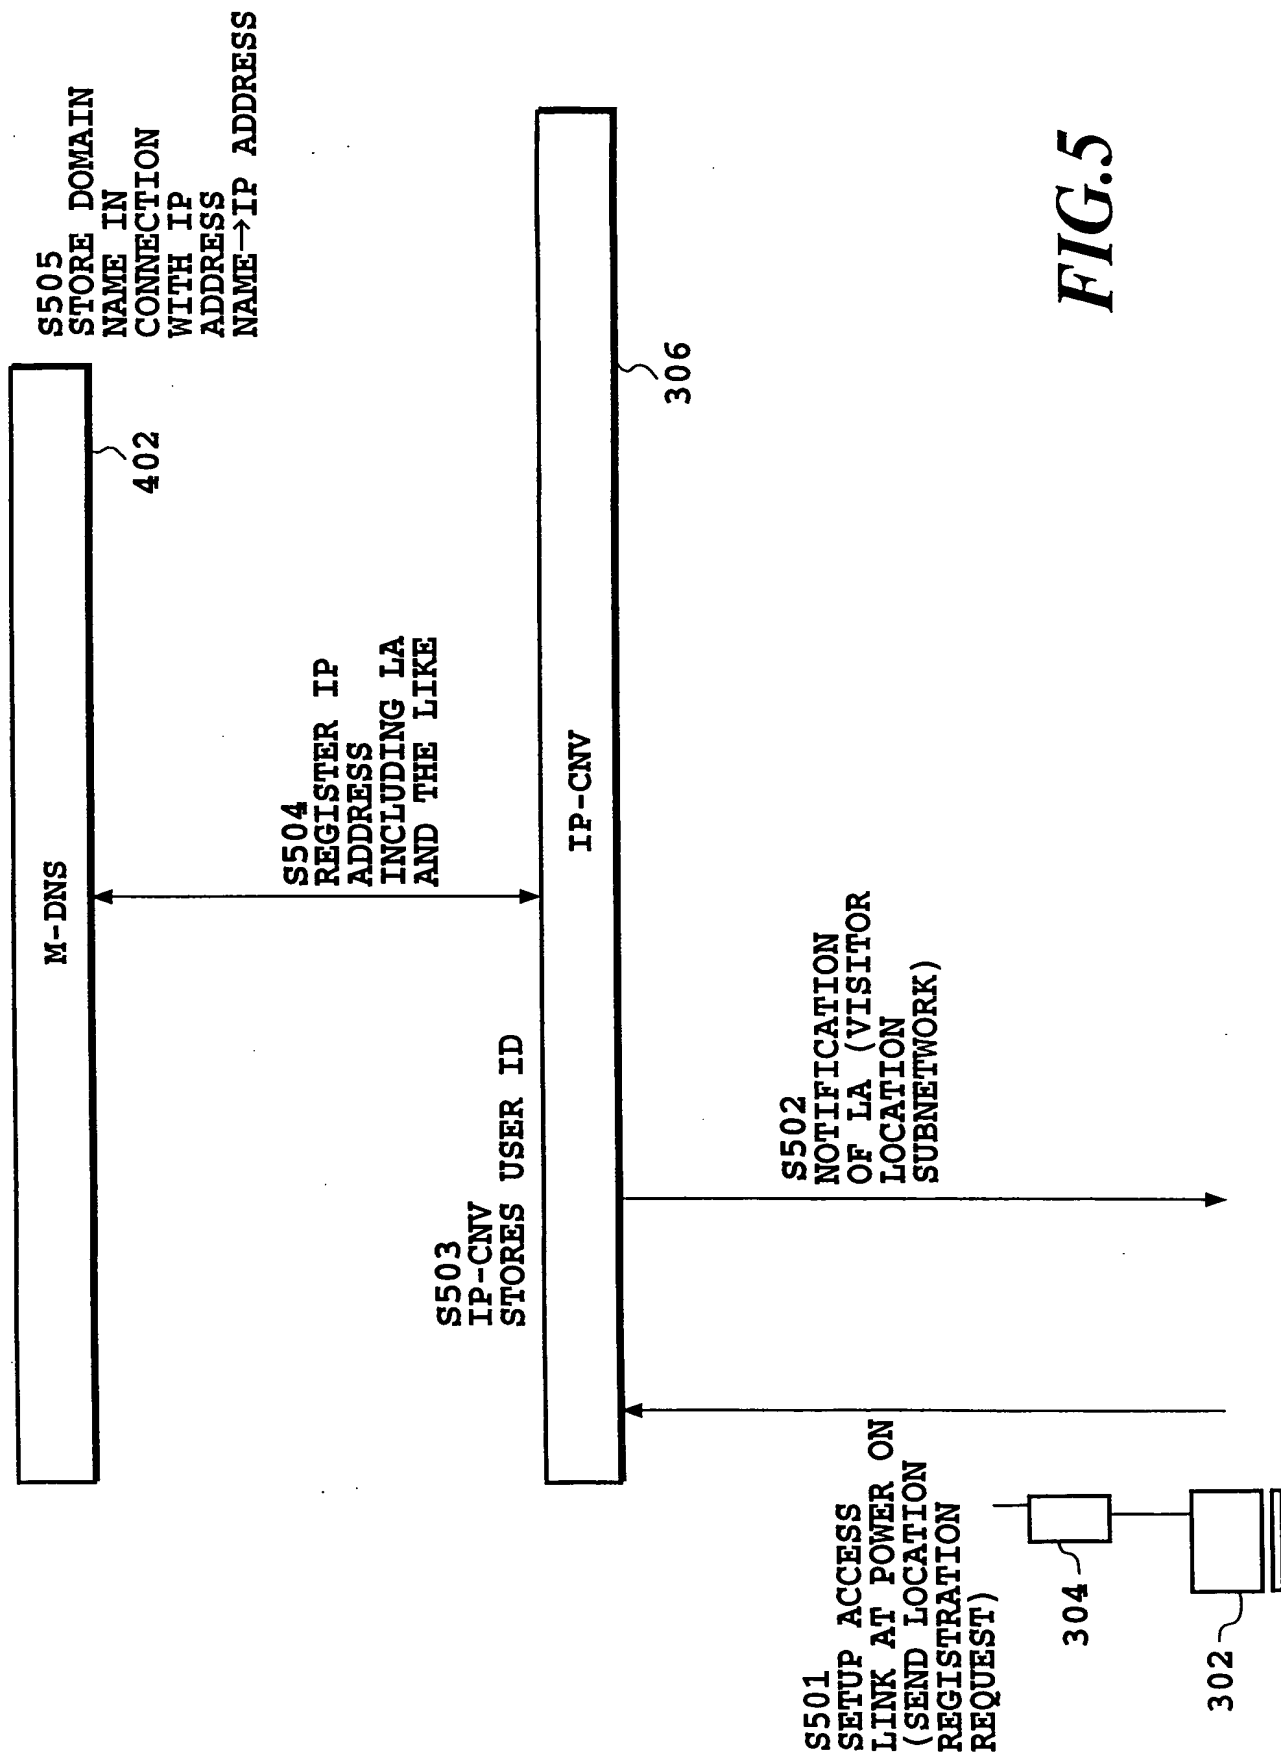 S505
STORE DOMAIN
NAME IN
CONNECTION
WITH IP
ADDRESS
NAME→IP ADDRESS
M-DNS
402
S504
REGISTER IP
ADDRESS
INCLUDING LA
AND THE LIKE
S503
IP-CNV
STORES USER ID
IP-CNV
306
S502
NOTIFICATION
OF LA (VISITOR
LOCATION
SUBNETWORK)
S501
SETUP ACCESS
LINK AT POWER ON
(SEND LOCATION
REGISTRATION
REQUEST)
304
302
FIG.5